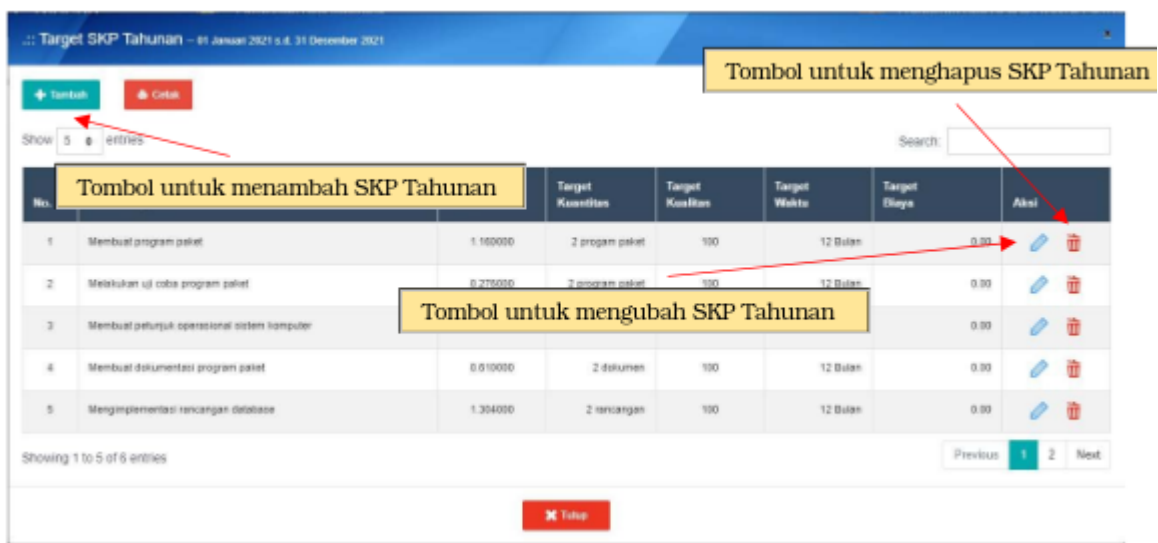 .:: Target SKP Tahunan – 01 Januari 2021 s.d. 31 Desember 2021
x
Tombol untuk menghapus SKP Tahunan
Tambah
Cetak
Show 5 entries
Search:
Tombol untuk menambah SKP Tahunan
No.
Target Kuantitas
Target Kualitas
Target Waktu
Target Biaya
Aksi
1 Membuat program paket 1.160000 2 progam paket 100 12 Bulan 0.00
2 Melakukan uji coba program paket 0.276000 2 program paket 100 12 Bulan 0.00
Tombol untuk mengubah SKP Tahunan
3 Membuat petunjuk operasional sistem komputer 0.00
4 Membuat dokumentasi program paket 0.610000 2 dokumen 100 12 Bulan 0.00
5 Mengimplementasi rancangan database 1.304000 2 rancangan 100 12 Bulan 0.00
Showing 1 to 5 of 6 entries
Previous 1 2 Next
Tutup